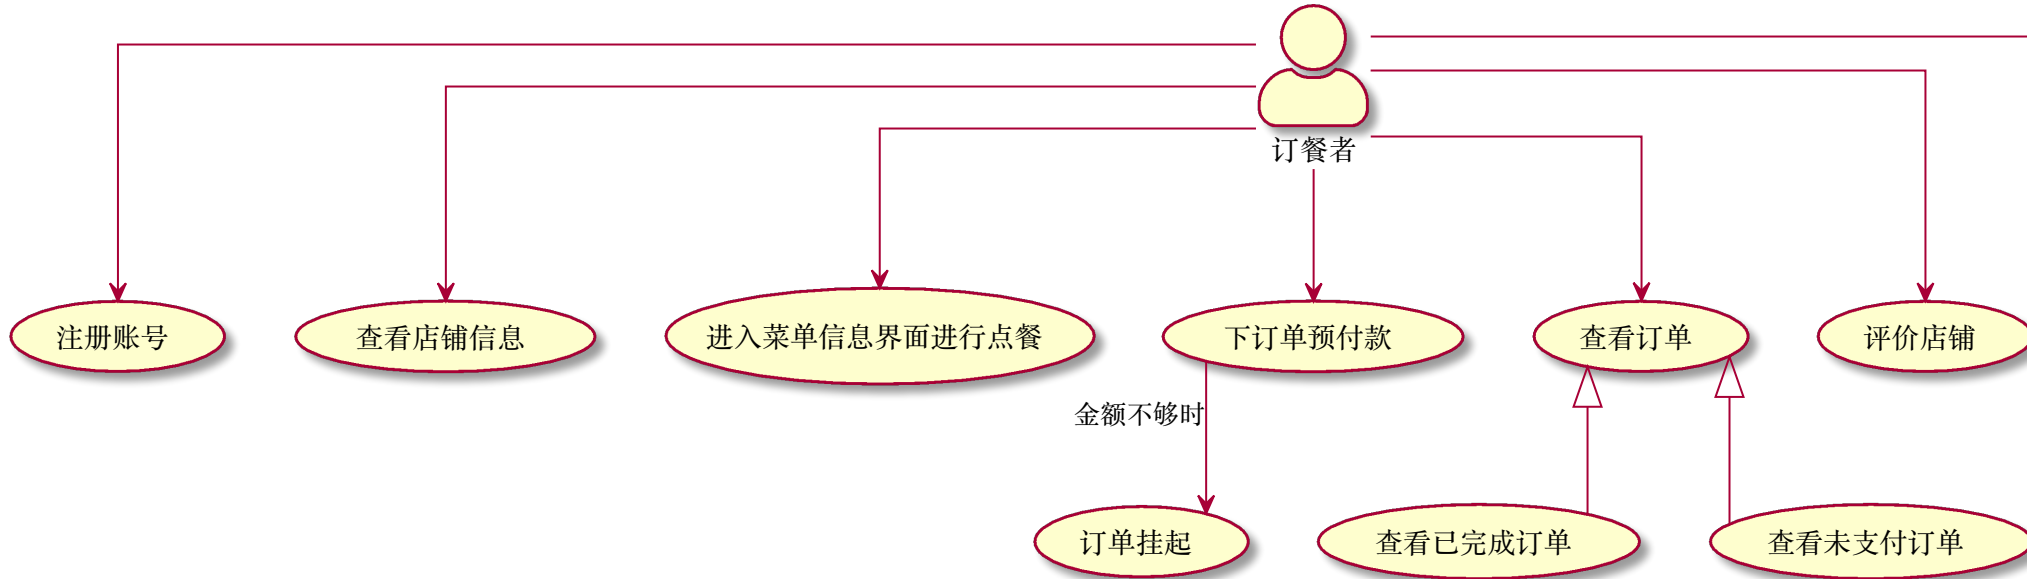 订餐者
注册账号
查看店铺信息
进入菜单信息界面进行点餐
下订单预付款
查看订单
评价店铺
金额不够时
订单挂起
查看已完成订单
查看未支付订单